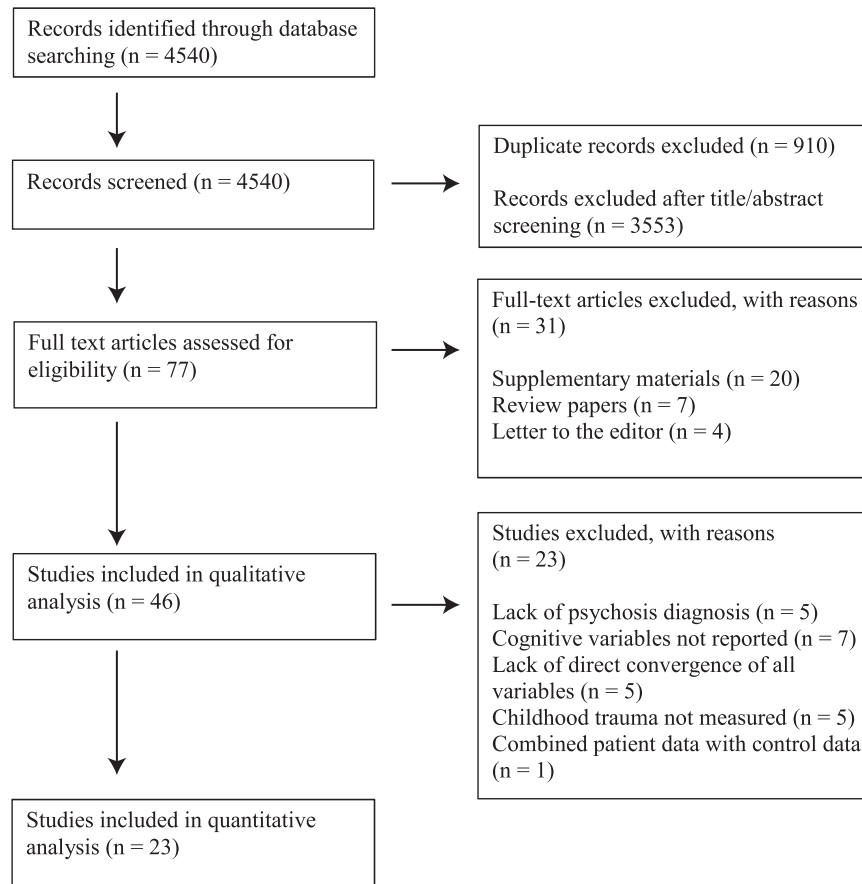 Records identified through database
searching (n = 4540)
Records screened (n = 4540)
Duplicate records excluded (n = 910)
Records excluded after title/abstract
screening (n = 3553)
Full text articles assessed for
eligibility (n = 77)
Full-text articles excluded, with reasons
(n = 31)
Supplementary materials (n = 20)
Review papers (n = 7)
Letter to the editor (n = 4)
Studies included in qualitative
analysis (n = 46)
Studies excluded, with reasons
(n = 23)
Lack of psychosis diagnosis (n = 5)
Cognitive variables not reported (n = 7)
Lack of direct convergence of all
variables (n = 5)
Childhood trauma not measured (n = 5)
Combined patient data with control data
(n = 1)
Studies included in quantitative
analysis (n = 23)